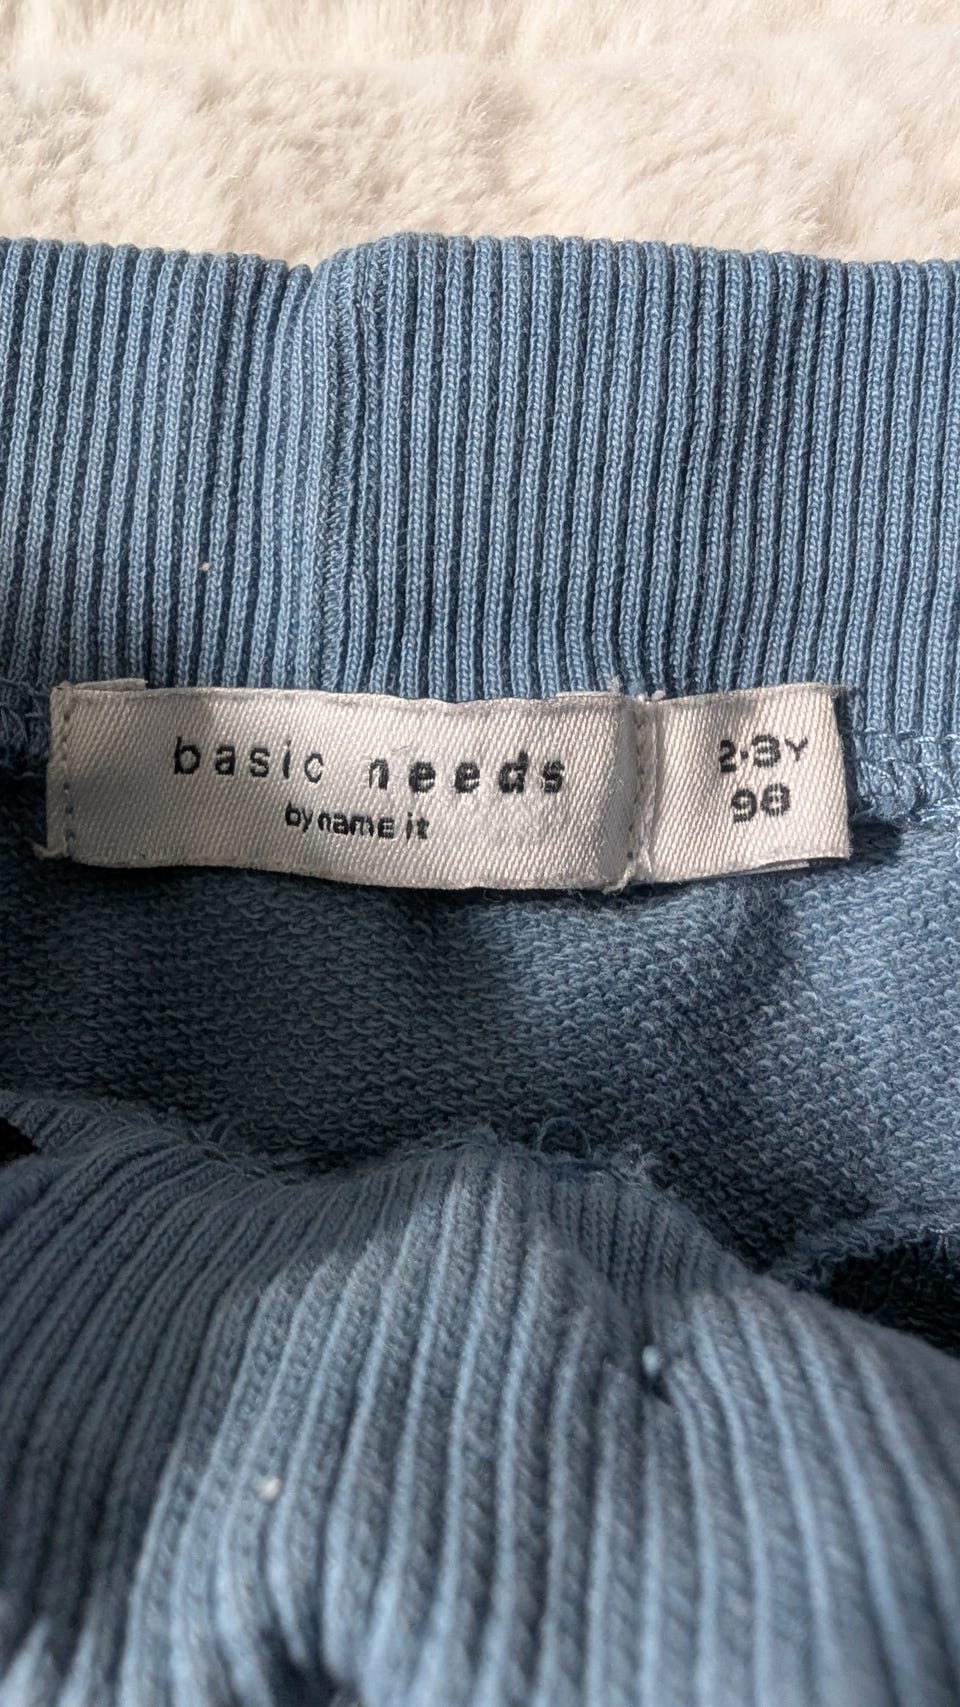 basic needs
by name it
2-3Y
98